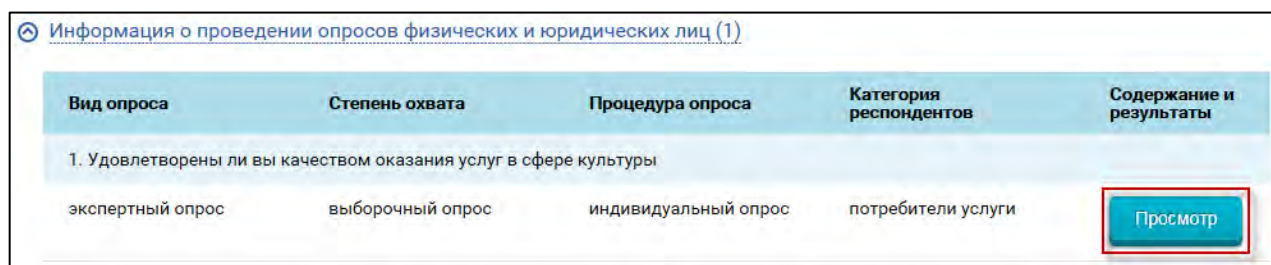 Информация о проведении опросов физических и юридических лиц (1)
Вид опроса Степень охвата Процедура опроса Категория респондентов Содержание и результаты
1. Удовлетворены ли вы качеством оказания услуг в сфере культуры
экспертный опрос выборочный опрос индивидуальный опрос потребители услуги Просмотр